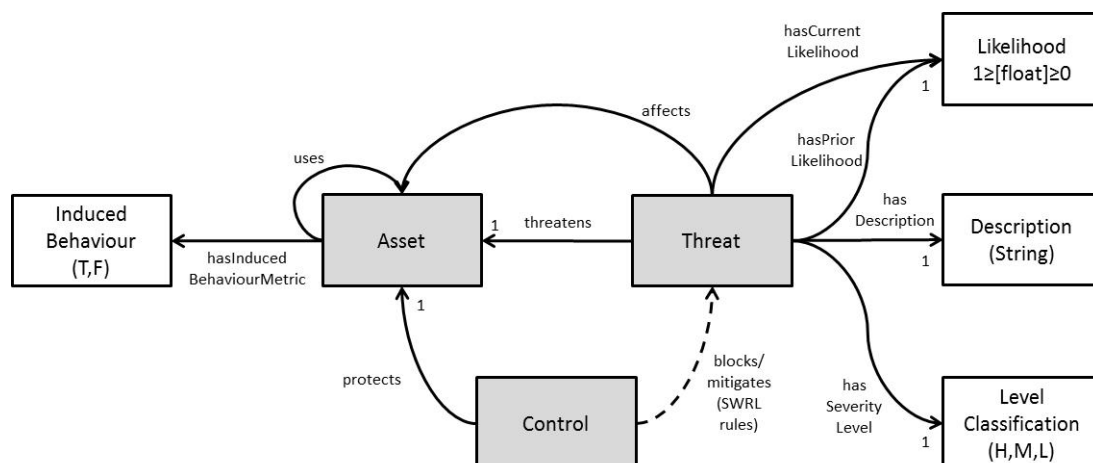 hasCurrent
Likelihood
Likelihood
1≥[float]≥0
1
affects
hasPrior
Likelihood
uses
Induced
Behaviour
(T,F)
Asset
1
threatens
Threat
has
Description
1
Description
(String)
hasInduced
BehaviourMetric
1
protects
Control
blocks/
mitigates
(SWRL
rules)
has
Severity
Level
1
Level
Classification
(H,M,L)